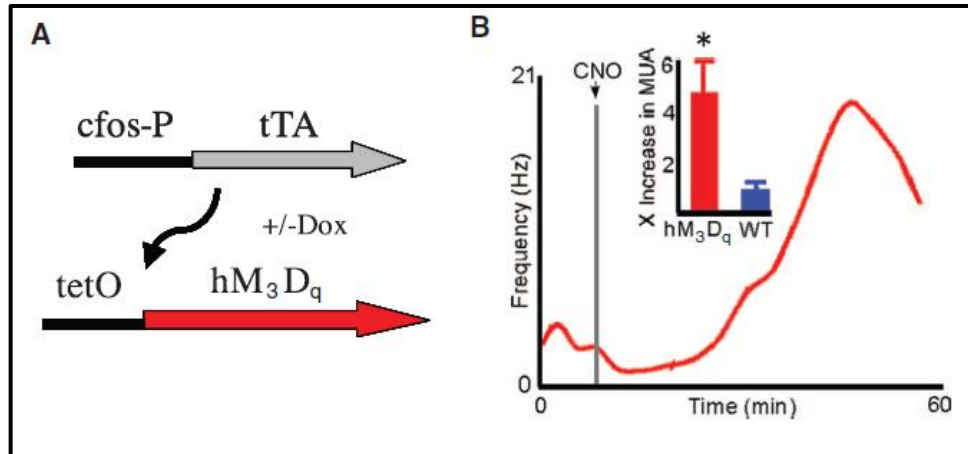 A
cfos-P tTA
+/-Dox
tetO hM₃Dq
B
21
CNO
Frequency (Hz)
0
0
Time (min)
60
*
X Increase in MUA
6
4
2
hM₃Dq WT